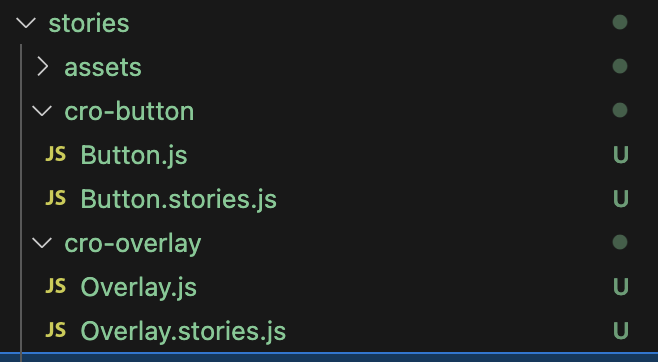 stories
assets
cro-button
JS Button.js U
JS Button.stories.js U
cro-overlay
JS Overlay.js U
JS Overlay.stories.js U